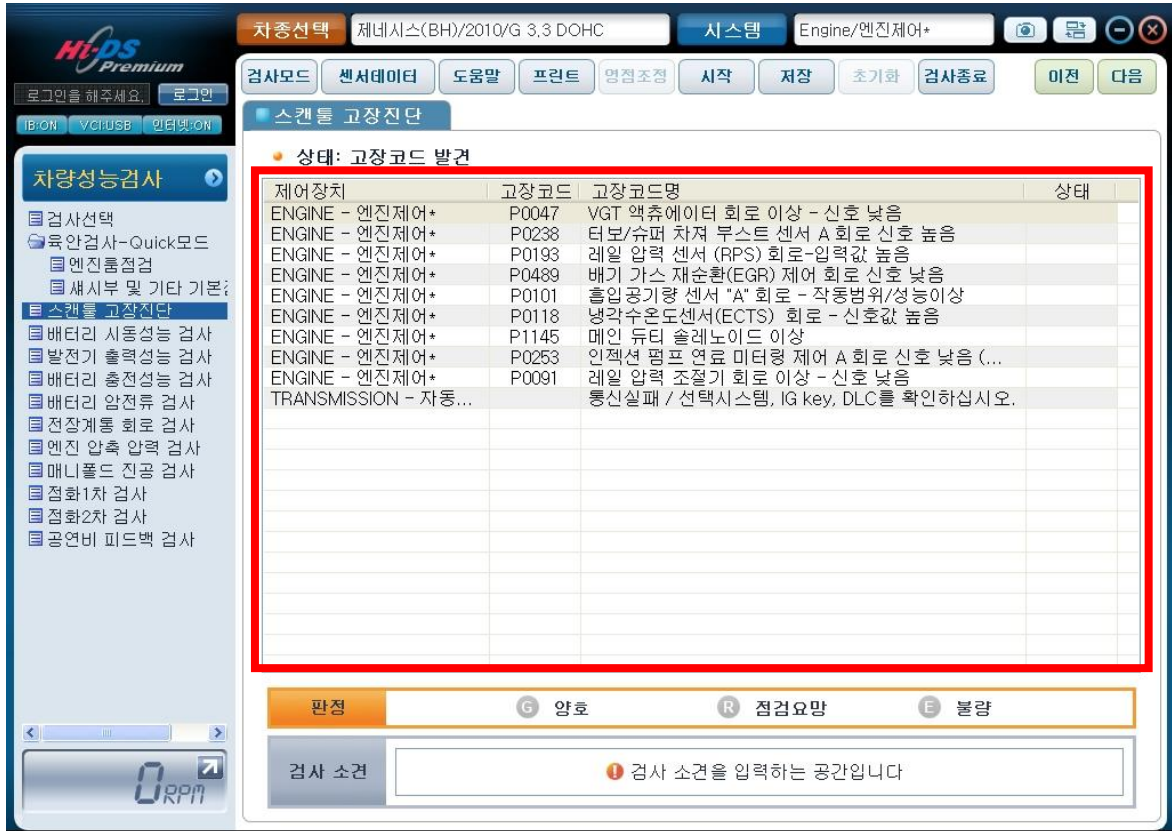 Hi-DS
Premium
차종선택 제네시스(BH)/2010/G 3.3 DOHC 시스템 Engine/엔진제어*
로그인을 해주세요. 로그인
검사모드 센서데이터 도움말 프린트 영점조정 시작 저장 초기화 검사종료 이전 다음
IB:ON VCI:USB 인터넷:ON
스캔툴 고장진단
상태: 고장코드 발견
차량성능검사
검사선택
육안검사-Quick모드
엔진룸점검
섀시부 및 기타 기본
스캔툴 고장진단
배터리 시동성능 검사
발전기 출력성능 검사
배터리 충전성능 검사
배터리 암전류 검사
전장계통 회로 검사
엔진 압축 압력 검사
매니폴드 진공 검사
점화1차 검사
점화2차 검사
공연비 피드백 검사
제어장치 고장코드 고장코드명 상태
ENGINE - 엔진제어* P0047 VGT 액츄에이터 회로 이상 - 신호 낮음
ENGINE - 엔진제어* P0238 터보/슈퍼 차져 부스트 센서 A 회로 신호 높음
ENGINE - 엔진제어* P0193 레일 압력 센서 (RPS) 회로-입력값 높음
ENGINE - 엔진제어* P0489 배기 가스 재순환(EGR) 제어 회로 신호 낮음
ENGINE - 엔진제어* P0101 흡입공기량 센서 "A" 회로 - 작동범위/성능이상
ENGINE - 엔진제어* P0118 냉각수온도센서(ECTS) 회로 - 신호값 높음
ENGINE - 엔진제어* P1145 메인 듀티 솔레노이드 이상
ENGINE - 엔진제어* P0253 인젝션 펌프 연료 미터링 제어 A 회로 신호 낮음 (...
ENGINE - 엔진제어* P0091 레일 압력 조절기 회로 이상 - 신호 낮음
TRANSMISSION - 자동... 통신실패 / 선택시스템, IG key, DLC를 확인하십시오.
판정 G 양호 R 점검요망 E 불량
검사 소견 검사 소견을 입력하는 공간입니다
0 RPM